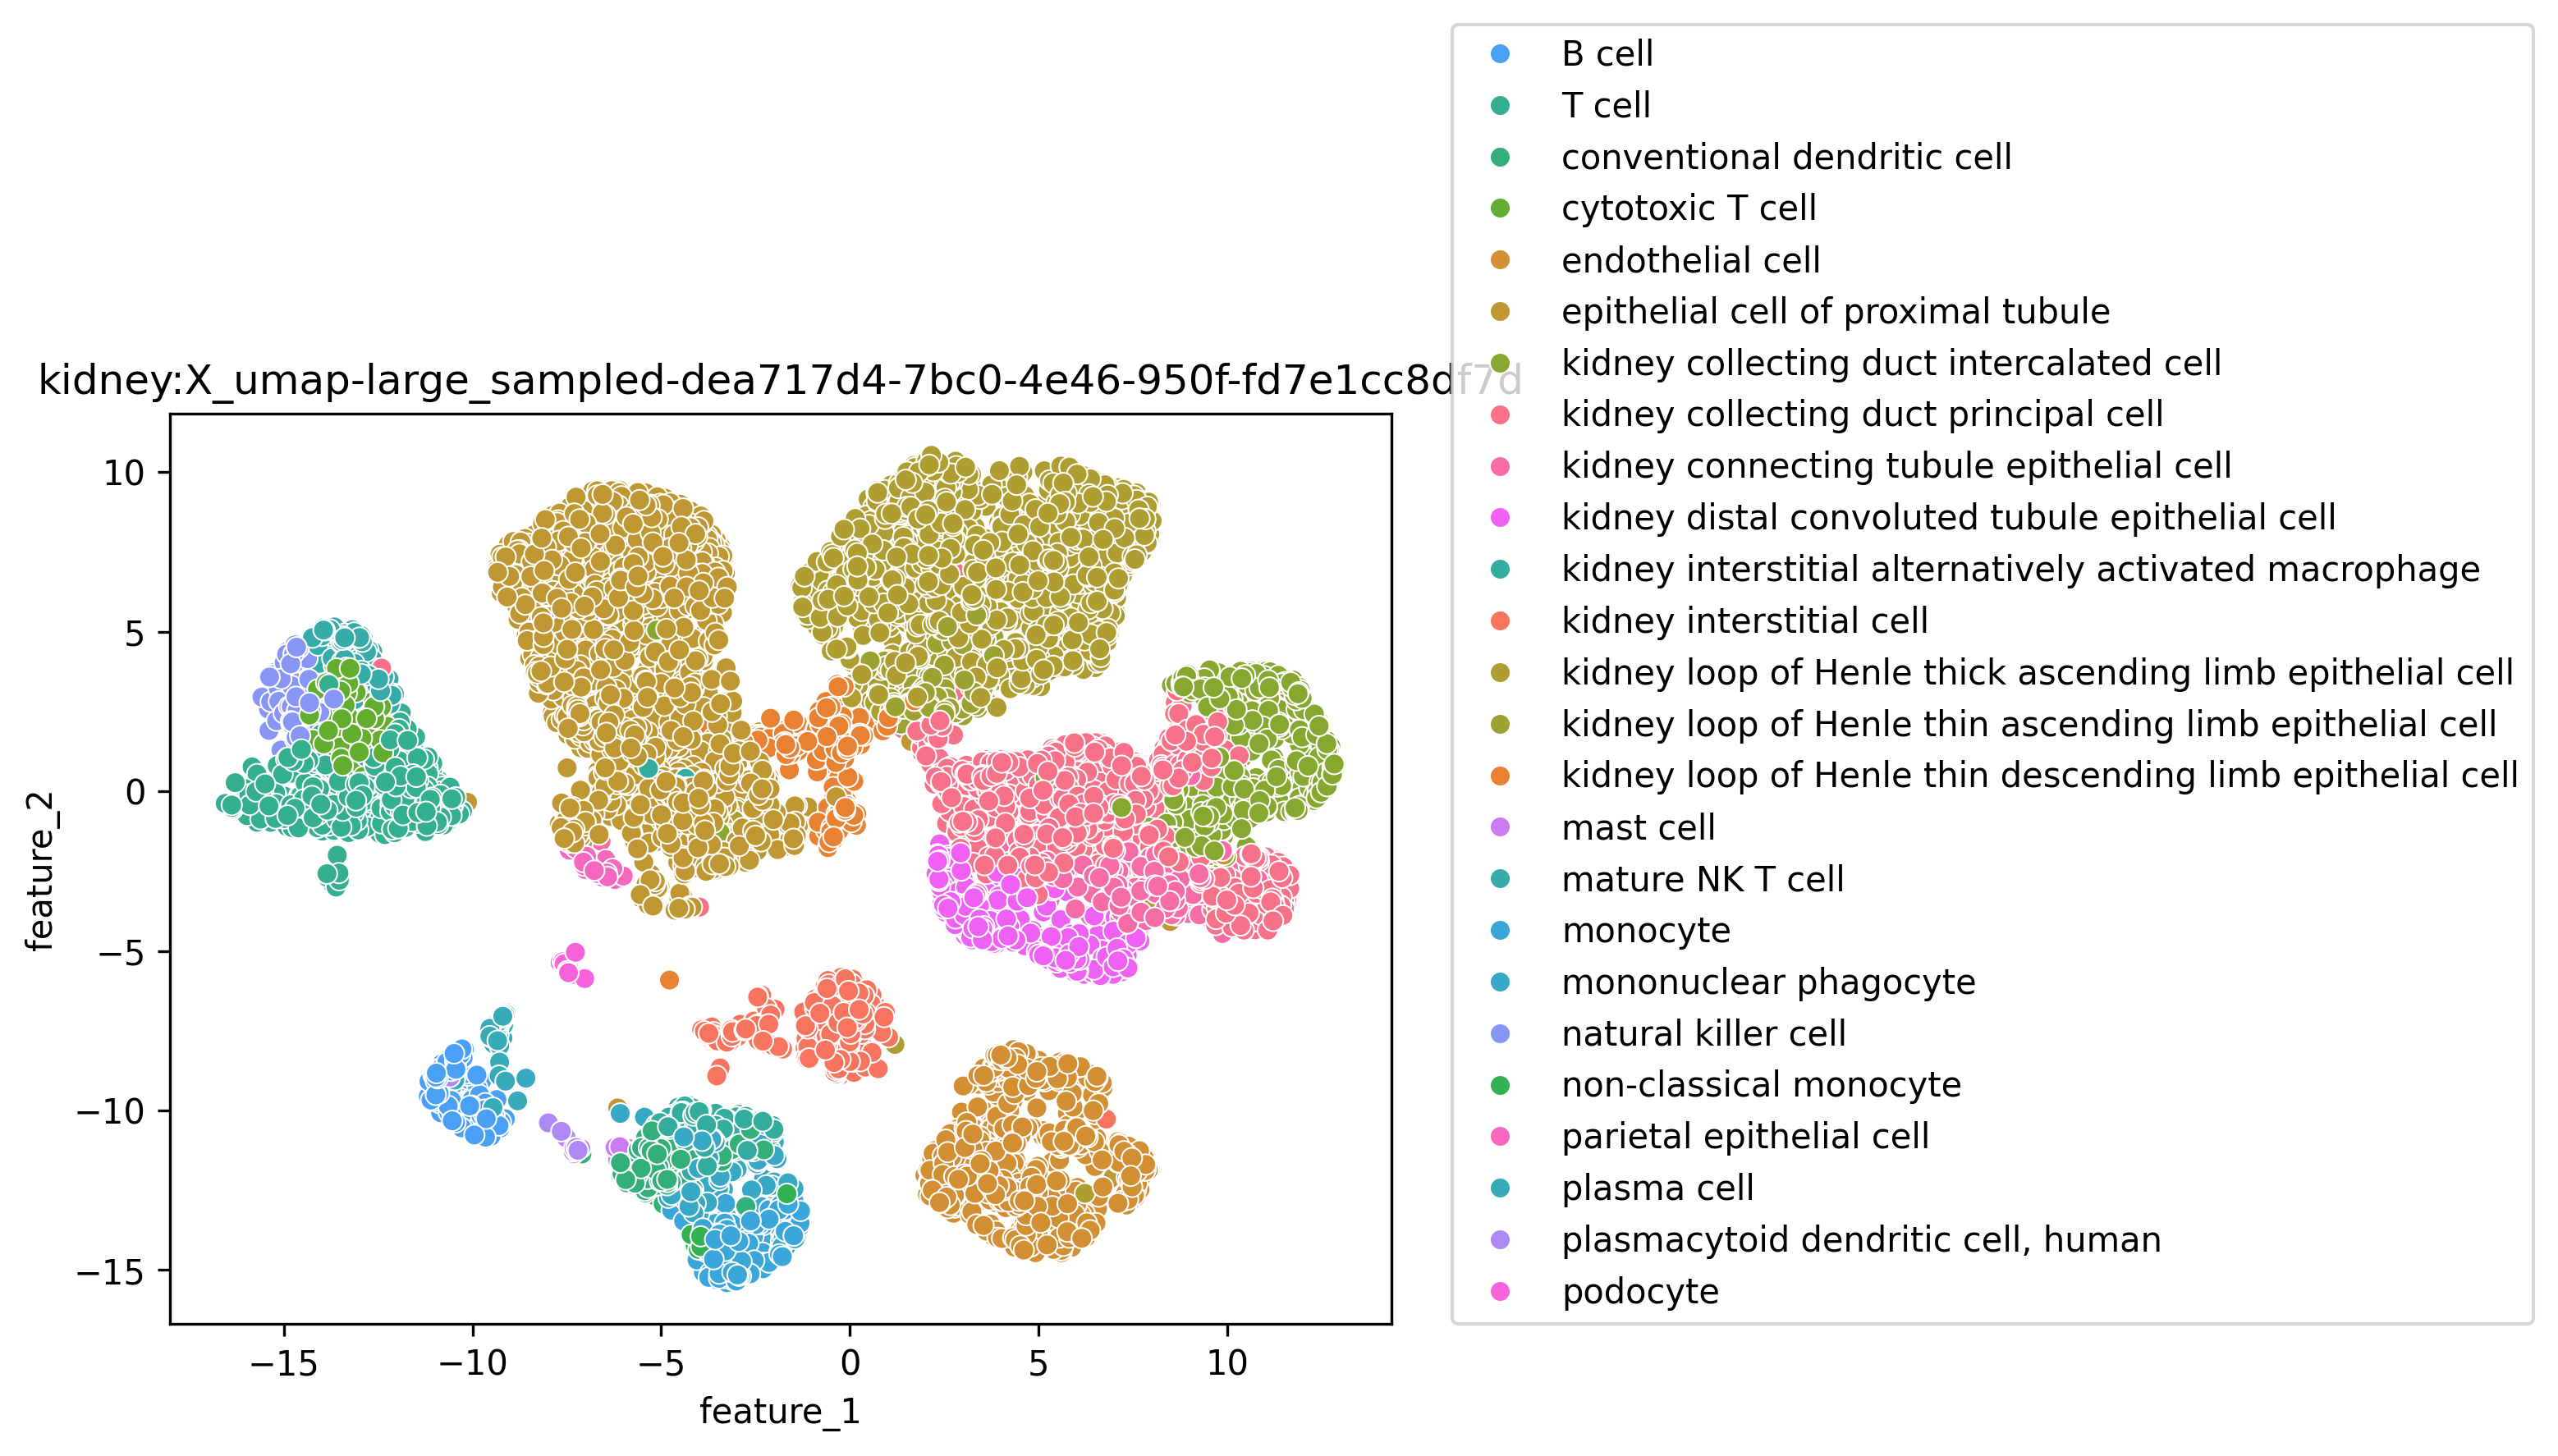 kidney:X_umap-large_sampled-dea717d4-7bc0-4e46-950f-fd7e1cc8df7d
10
5
0
−5
−10
−15
feature_2
−15 −10 −5 0 5 10
feature_1
B cell
T cell
conventional dendritic cell
cytotoxic T cell
endothelial cell
epithelial cell of proximal tubule
kidney collecting duct intercalated cell
kidney collecting duct principal cell
kidney connecting tubule epithelial cell
kidney distal convoluted tubule epithelial cell
kidney interstitial alternatively activated macrophage
kidney interstitial cell
kidney loop of Henle thick ascending limb epithelial cell
kidney loop of Henle thin ascending limb epithelial cell
kidney loop of Henle thin descending limb epithelial cell
mast cell
mature NK T cell
monocyte
mononuclear phagocyte
natural killer cell
non-classical monocyte
parietal epithelial cell
plasma cell
plasmacytoid dendritic cell, human
podocyte